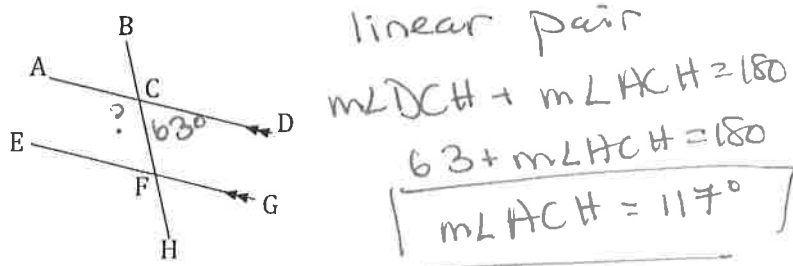 linear pair
B
A
C
m∠DCH + m∠ACH = 180
?
63°
D
E
63 + m∠ACH = 180
F
G
m∠ACH = 117°
H